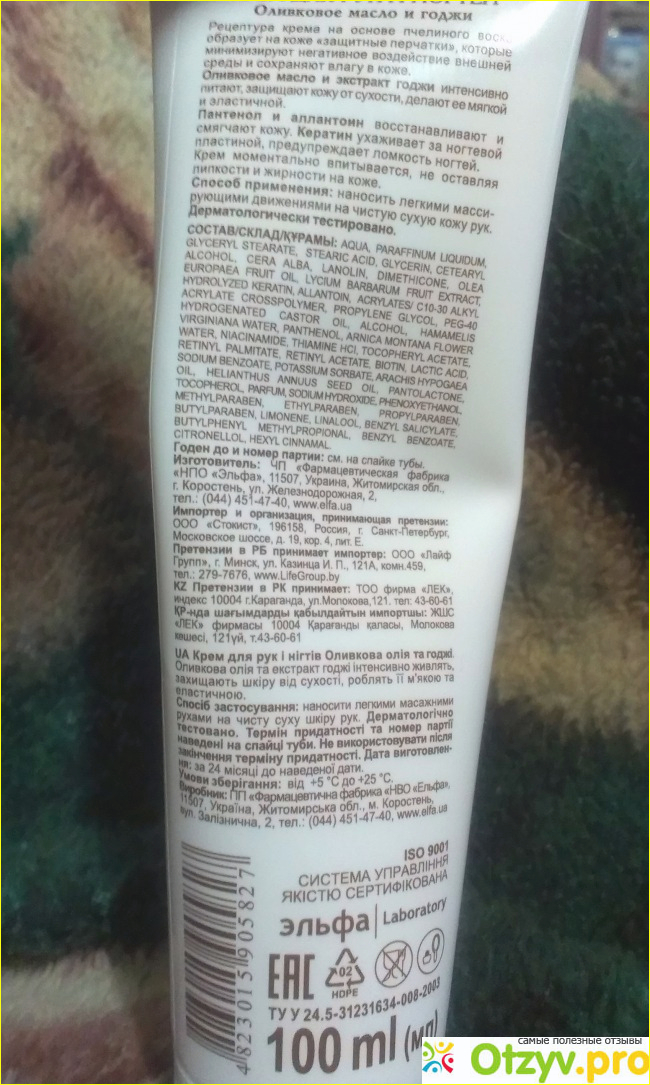 Оливковое масло и годжи
Рецептура крема на основе пчелиного воска
образует на коже «защитные перчатки», которые
минимизируют негативное воздействие внешней
среды и сохраняют влагу в коже.
Оливковое масло и экстракт годжи интенсивно
питают, защищают кожу от сухости, делают ее мягкой
и эластичной.
Пантенол и аллантоин восстанавливают и
смягчают кожу. Кератин ухаживает за ногтевой
пластиной, предупреждает ломкость ногтей.
Крем моментально впитывается, не оставляя
липкости и жирности на коже.
Способ применения: наносить легкими масси-
рующими движениями на чистую сухую кожу рук.
Дерматологически тестировано.
СОСТАВ/СКЛАД/ҚҰРАМЫ: AQUA, PARAFFINUM LIQUIDUM,
GLYCERYL STEARATE, STEARIC ACID, GLYCERIN, CETEARYL
ALCOHOL, CERA ALBA, LANOLIN, DIMETHICONE, OLEA
EUROPAEA FRUIT OIL, LYCIUM BARBARUM FRUIT EXTRACT,
HYDROLYZED KERATIN, ALLANTOIN, ACRYLATES/ C10-30 ALKYL
ACRYLATE CROSSPOLYMER, PROPYLENE GLYCOL, PEG-40
HYDROGENATED CASTOR OIL, ALCOHOL, HAMAMELIS
VIRGINIANA WATER, PANTHENOL, ARNICA MONTANA FLOWER
WATER, NIACINAMIDE, THIAMINE HCI, TOCOPHERYL ACETATE,
RETINYL PALMITATE, RETINYL ACETATE, BIOTIN, LACTIC ACID,
SODIUM BENZOATE, POTASSIUM SORBATE, ARACHIS HYPOGAEA
OIL, HELIANTHUS ANNUUS SEED OIL, PANTOLACTONE,
TOCOPHEROL, PARFUM, SODIUM HYDROXIDE, PHENOXYETHANOL,
METHYLPARABEN, ETHYLPARABEN, PROPYLPARABEN,
BUTYLPARABEN, LIMONENE, LINALOOL, BENZYL SALICYLATE,
BUTYLPHENYL METHYLPROPIONAL, BENZYL BENZOATE,
CITRONELLOL, HEXYL CINNAMAL.
Годен до и номер партии: см. на спайке тубы.
Изготовитель: ЧП «Фармацевтическая фабрика
«НПО «Эльфа», 11507, Украина, Житомирская обл.,
г. Коростень, ул. Железнодорожная, 2,
тел.: (044) 451-47-40, www.elfa.ua
Импортер и организация, принимающая претензии:
ООО «Стокист», 196158, Россия, г. Санкт-Петербург,
Московское шоссе, д. 19, кор. 4, лит. Е.
Претензии в РБ принимает импортер: ООО «Лайф
Групп», г. Минск, ул. Казинца И. П., 121А, комн.459,
тел.: 279-7676, www.LifeGroup.by
KZ Претензии в РК принимает: ТОО фирма «ЛЕК»,
индекс 10004 г.Караганда, ул.Молокова,121. тел: 43-60-61
ҚР-нда шағымдарды қабылдайтын импортшы: ЖШС
«ЛЕК» фирмасы 10004 Қарағанды қаласы, Молокова
көшесі, 121үй, т.43-60-61
UA Крем для рук і нігтів Оливкова олія та годжі.
Оливкова олія та екстракт годжі інтенсивно живлять,
захищають шкіру від сухості, роблять її м'якою та
еластичною.
Спосіб застосування: наносити легкими масажними
рухами на чисту суху шкіру рук. Дерматологічно
тестовано. Термін придатності та номер партії
наведені на спайці туби. Не використовувати після
закінчення терміну придатності. Дата виготовлен-
ня: за 24 місяці до наведеної дати.
Умови зберігання: від +5 °С до +25 °С.
Виробник: ПП «Фармацевтична фабрика «НВО «Ельфа»,
11507, Україна, Житомирська обл., м. Коростень,
вул. Залізнична, 2, тел.: (044) 451-47-40, www.elfa.ua
ISO 9001
СИСТЕМА УПРАВЛІННЯ
ЯКІСТЮ СЕРТИФІКОВАНА
эльфа | Laboratory
EAC
02
HDPE
ТУ У 24.5-31231634-008-2003
4823015905827
100 ml (мл)
самые полезные отзывы
Otzyv.pro